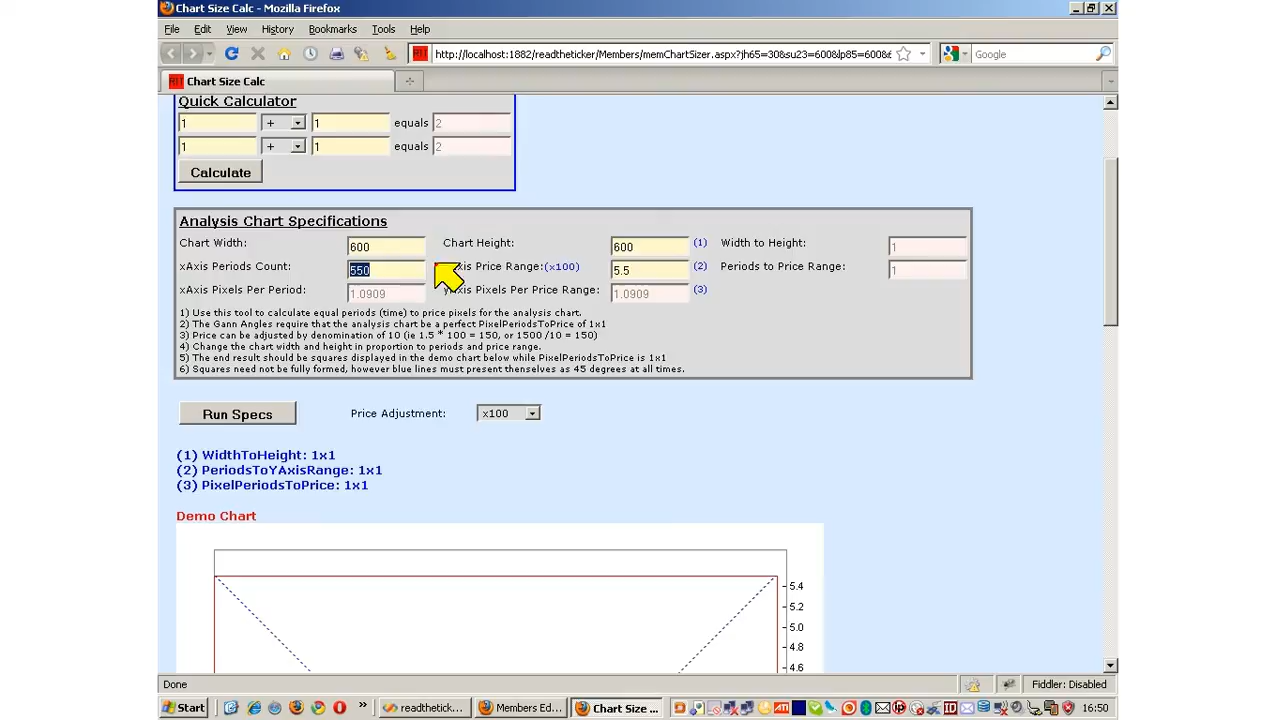 Chart Size Calc - Mozilla Firefox
File Edit View History Bookmarks Tools Help
http://localhost:1882/readtheticker/Members/memChartSizer.aspx?jh65=30&su23=600&lp85=600& Google
Chart Size Calc
Quick Calculator
1 + 1 equals 2
1 + 1 equals 2
Calculate
Analysis Chart Specifications
Chart Width: 600 Chart Height: 600 (1) Width to Height: 1
xAxis Periods Count: 550 Price Range:(x100) 5.5 (2) Periods to Price Range: 1
xAxis Pixels Per Period: 1.0909 yAxis Pixels Per Price Range: 1.0909 (3)
1) Use this tool to calculate equal periods (time) to price pixels for the analysis chart.
2) The Gann Angles require that the analysis chart be a perfect PixelPeriodsToPrice of 1x1
3) Price can be adjusted by denomination of 10 (ie 1.5 * 100 = 150, or 1500 /10 = 150)
4) Change the chart width and height in proportion to periods and price range.
5) The end result should be squares displayed in the demo chart below while PixelPeriodsToPrice is 1x1
6) Squares need not be fully formed, however blue lines must present thenselves as 45 degrees at all times.
Run Specs Price Adjustment: x100
(1) WidthToHeight: 1x1
(2) PeriodsToYAxisRange: 1x1
(3) PixelPeriodsToPrice: 1x1
Demo Chart
5.4
5.2
5.0
4.8
4.6
Done Fiddler: Disabled
Start » readthetick... Members Ed... Chart Size ... 16:50